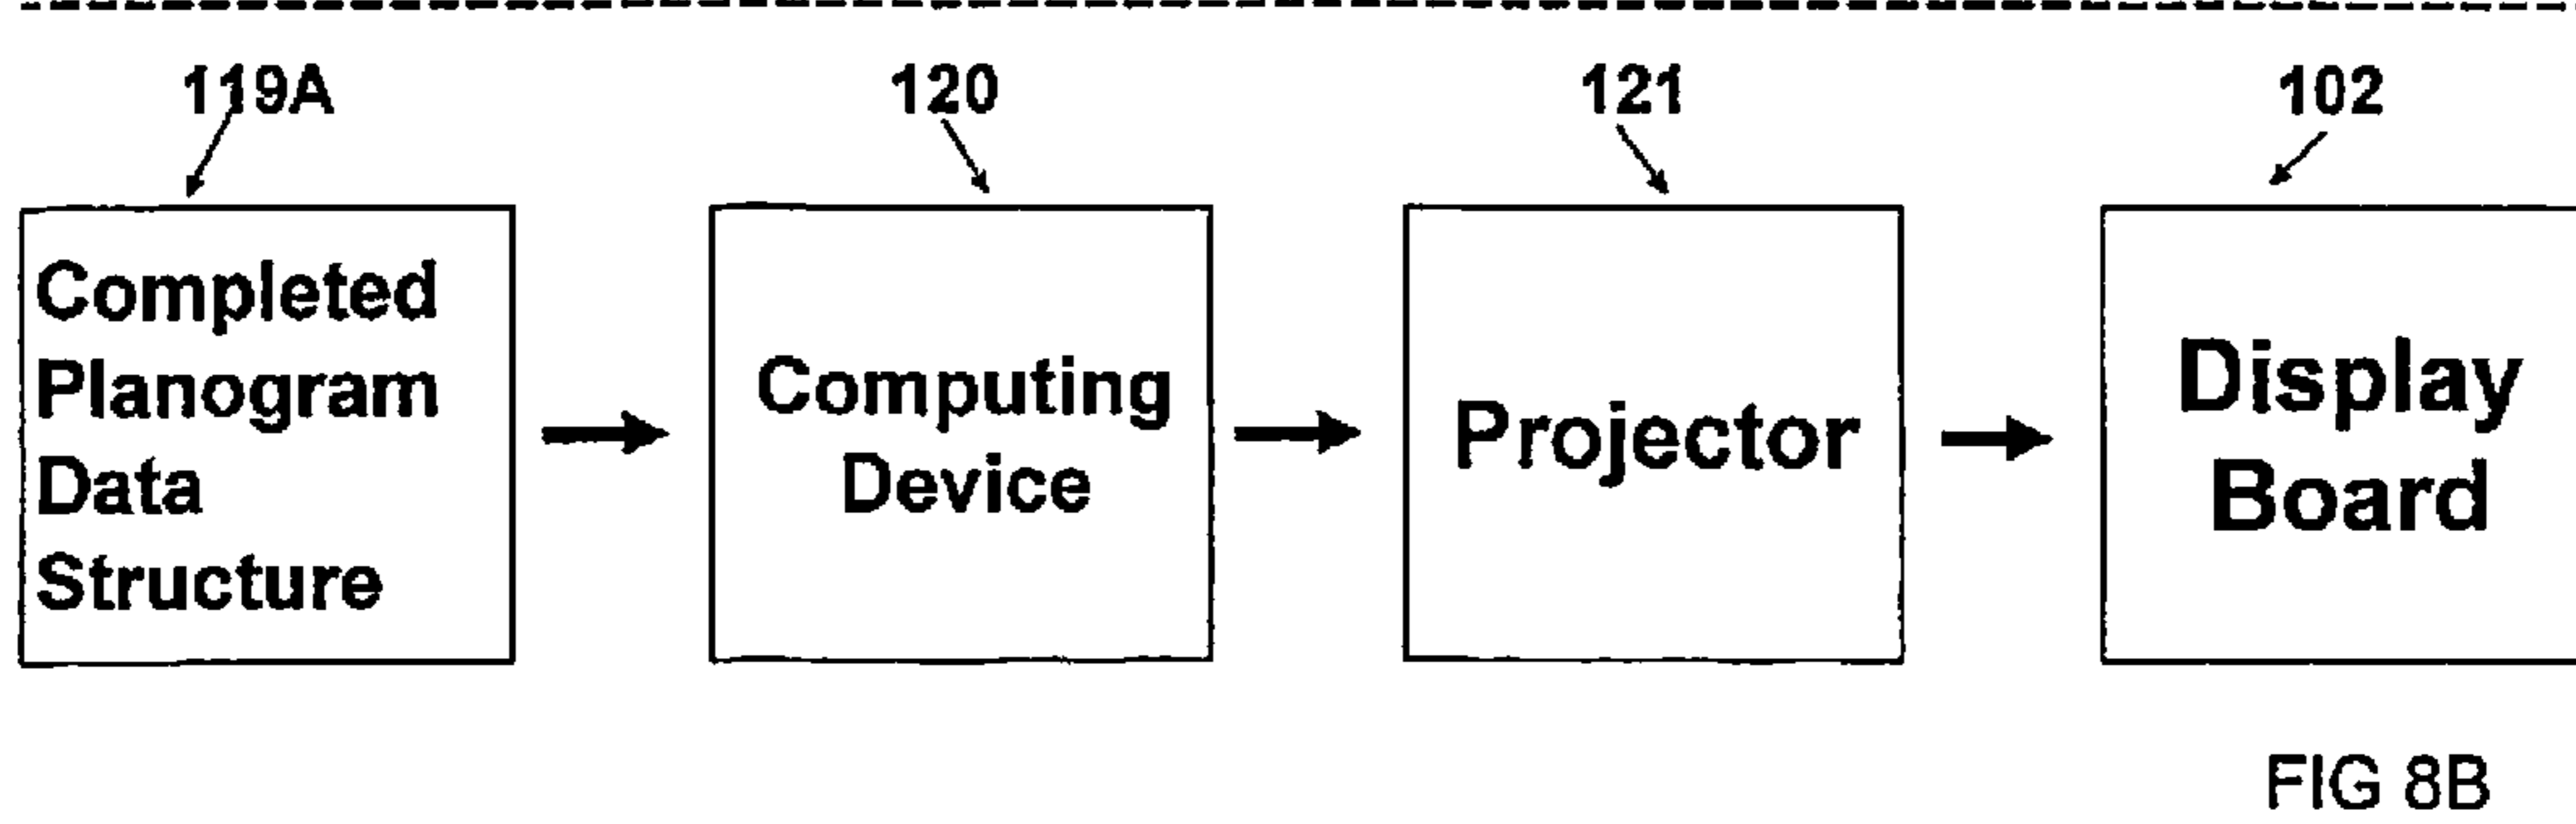 119A
120
121
102
Completed
Planogram
Data
Structure
Computing
Device
Projector
Display
Board
FIG 8B